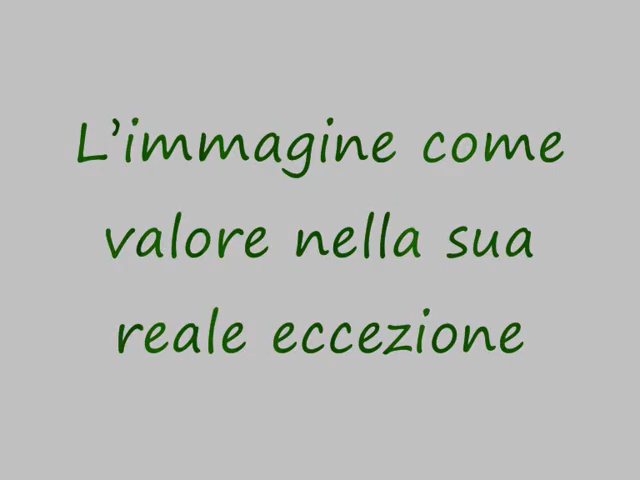 L’immagine come
valore nella sua
reale eccezione